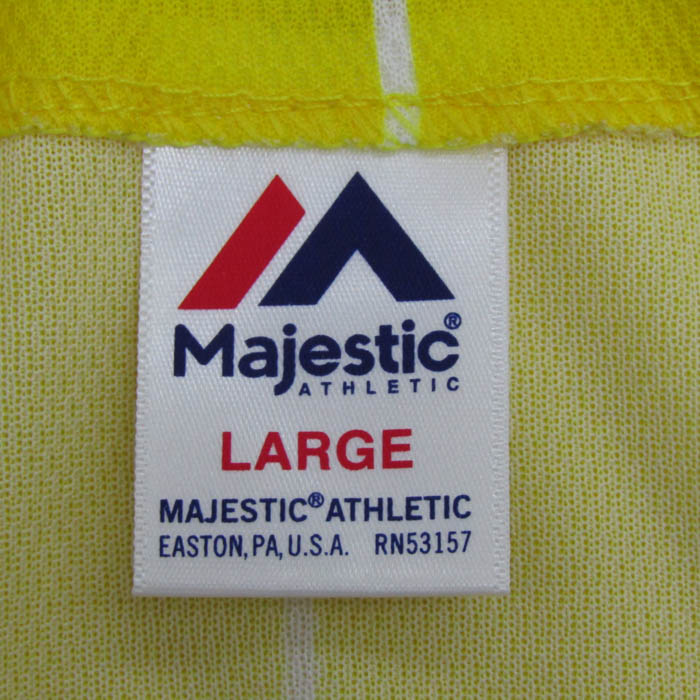 Majestic®
ATHLETIC
LARGE
MAJESTIC® ATHLETIC
EASTON, PA, U.S.A. RN53157